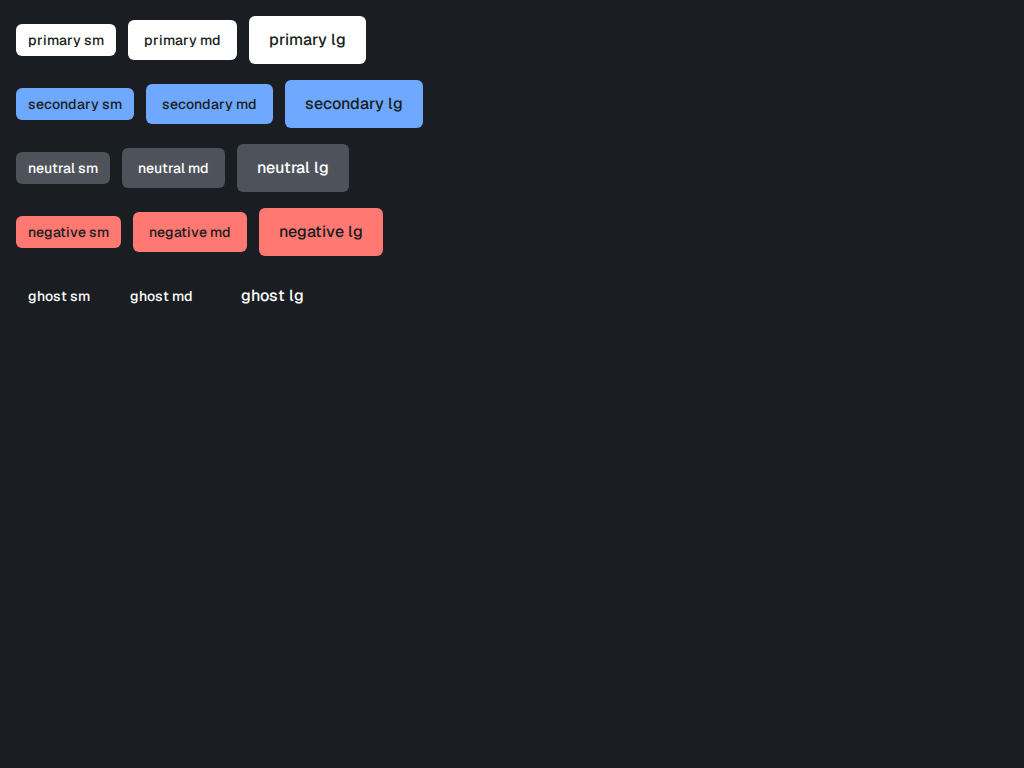 primary sm primary md primary lg
secondary sm secondary md secondary lg
neutral sm neutral md neutral lg
negative sm negative md negative lg
ghost sm ghost md ghost lg